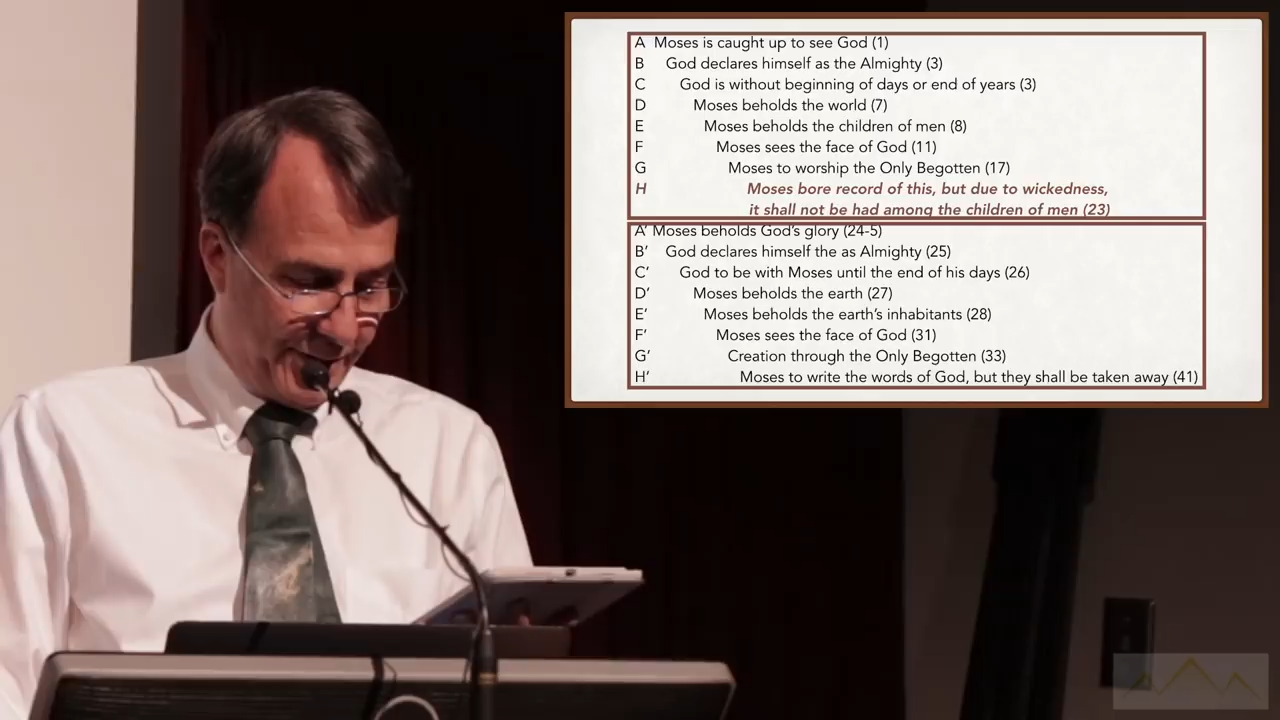 A Moses is caught up to see God (1)
B God declares himself as the Almighty (3)
C God is without beginning of days or end of years (3)
D Moses beholds the world (7)
E Moses beholds the children of men (8)
F Moses sees the face of God (11)
G Moses to worship the Only Begotten (17)
H Moses bore record of this, but due to wickedness,
it shall not be had among the children of men (23)
A’ Moses beholds God’s glory (24-5)
B’ God declares himself the as Almighty (25)
C’ God to be with Moses until the end of his days (26)
D’ Moses beholds the earth (27)
E’ Moses beholds the earth’s inhabitants (28)
F’ Moses sees the face of God (31)
G’ Creation through the Only Begotten (33)
H’ Moses to write the words of God, but they shall be taken away (41)